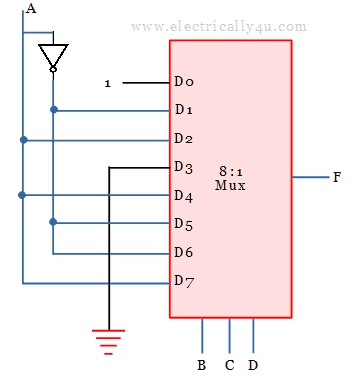 A
www.electrically4u.com
1
D0
D1
D2
D3
D4
D5
D6
D7
8:1
Mux
F
B C D